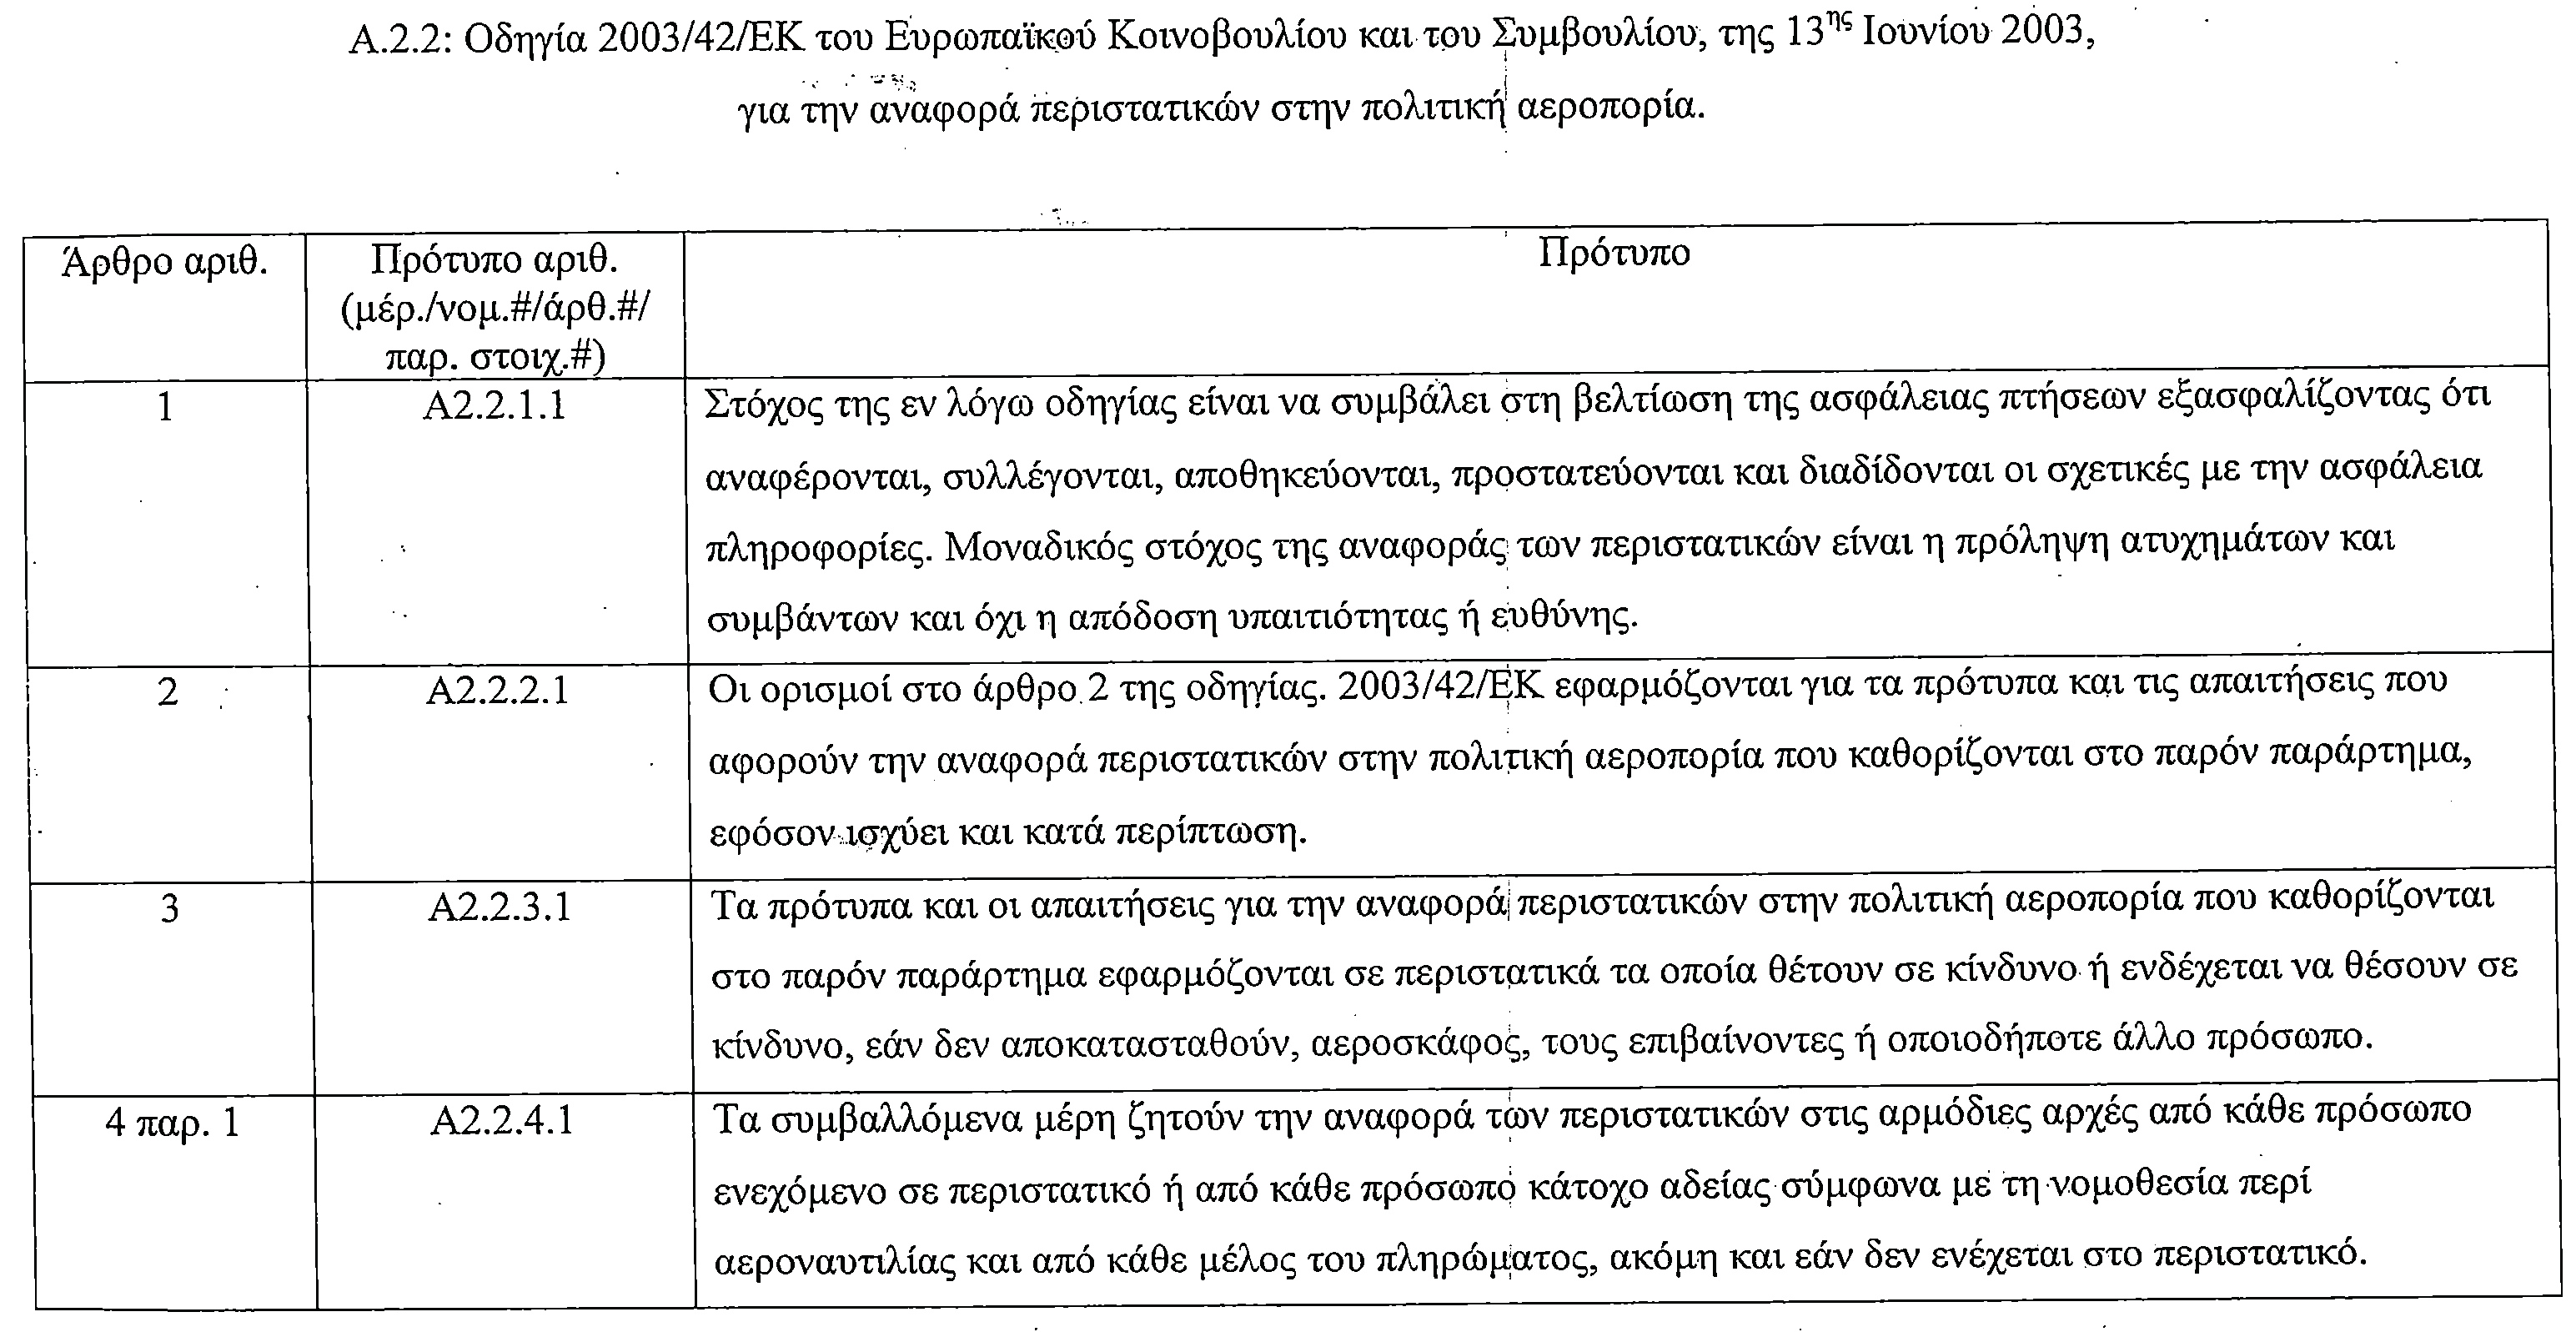 Α.2.2: Οδηγία 2003/42/ΕΚ του Ευρωπαϊκού Κοινοβουλίου και του Συμβουλίου, της 13ης Ιουνίου 2003,
για την αναφορά περιστατικών στην πολιτική αεροπορία.
Άρθρο αριθ.
Πρότυπο αριθ.
(μέρ./νομ.#/άρθ.#/
παρ. στοιχ.#)
Πρότυπο
1
Α2.2.1.1
Στόχος της εν λόγω οδηγίας είναι να συμβάλει στη βελτίωση της ασφάλειας πτήσεων εξασφαλίζοντας ότι
αναφέρονται, συλλέγονται, αποθηκεύονται, προστατεύονται και διαδίδονται οι σχετικές με την ασφάλεια
πληροφορίες. Μοναδικός στόχος της αναφοράς των περιστατικών είναι η πρόληψη ατυχημάτων και
συμβάντων και όχι η απόδοση υπαιτιότητας ή ευθύνης.
2
Α2.2.2.1
Οι ορισμοί στο άρθρο 2 της οδηγίας. 2003/42/ΕΚ εφαρμόζονται για τα πρότυπα και τις απαιτήσεις που
αφορούν την αναφορά περιστατικών στην πολιτική αεροπορία που καθορίζονται στο παρόν παράρτημα,
εφόσον ισχύει και κατά περίπτωση.
3
Α2.2.3.1
Τα πρότυπα και οι απαιτήσεις για την αναφορά περιστατικών στην πολιτική αεροπορία που καθορίζονται
στο παρόν παράρτημα εφαρμόζονται σε περιστατικά τα οποία θέτουν σε κίνδυνο ή ενδέχεται να θέσουν σε
κίνδυνο, εάν δεν αποκατασταθούν, αεροσκάφος, τους επιβαίνοντες ή οποιοδήποτε άλλο πρόσωπο.
4 παρ. 1
Α2.2.4.1
Τα συμβαλλόμενα μέρη ζητούν την αναφορά των περιστατικών στις αρμόδιες αρχές από κάθε πρόσωπο
ενεχόμενο σε περιστατικό ή από κάθε πρόσωπο κάτοχο αδείας σύμφωνα με τη νομοθεσία περί
αεροναυτιλίας και από κάθε μέλος του πληρώματος, ακόμη και εάν δεν ενέχεται στο περιστατικό.